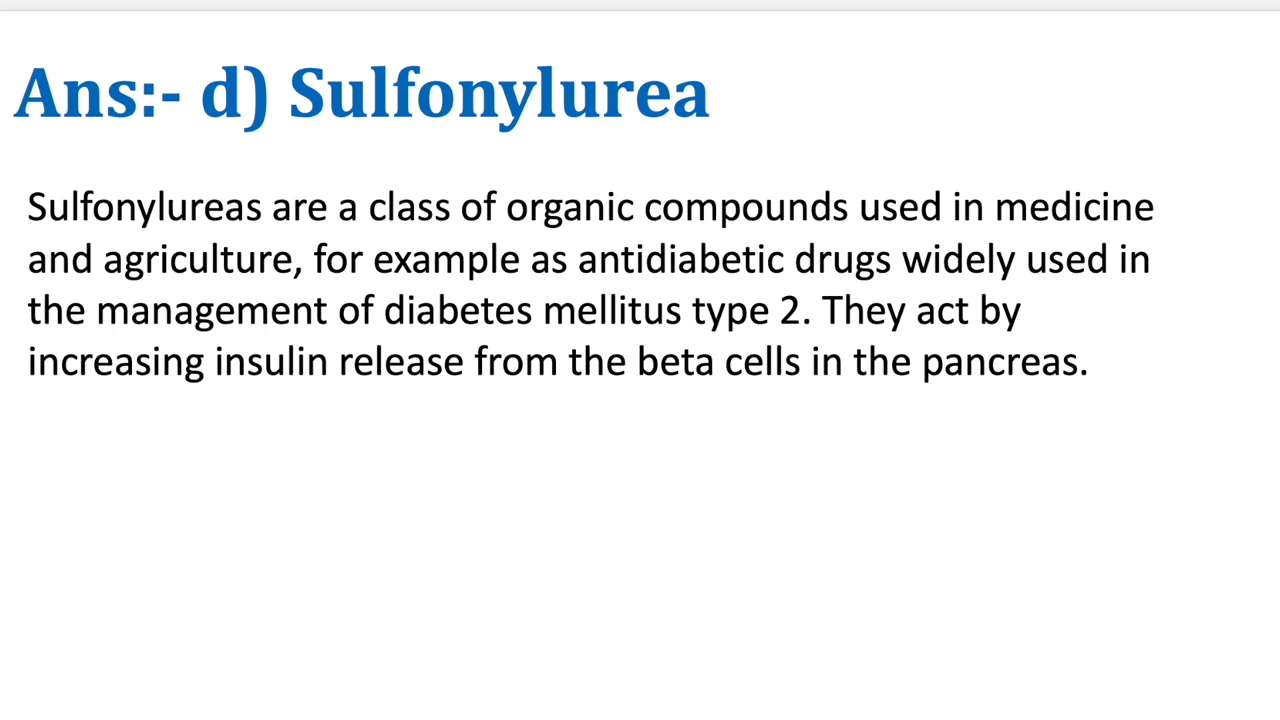 Ans:- d) Sulfonylurea
Sulfonylureas are a class of organic compounds used in medicine
and agriculture, for example as antidiabetic drugs widely used in
the management of diabetes mellitus type 2. They act by
increasing insulin release from the beta cells in the pancreas.